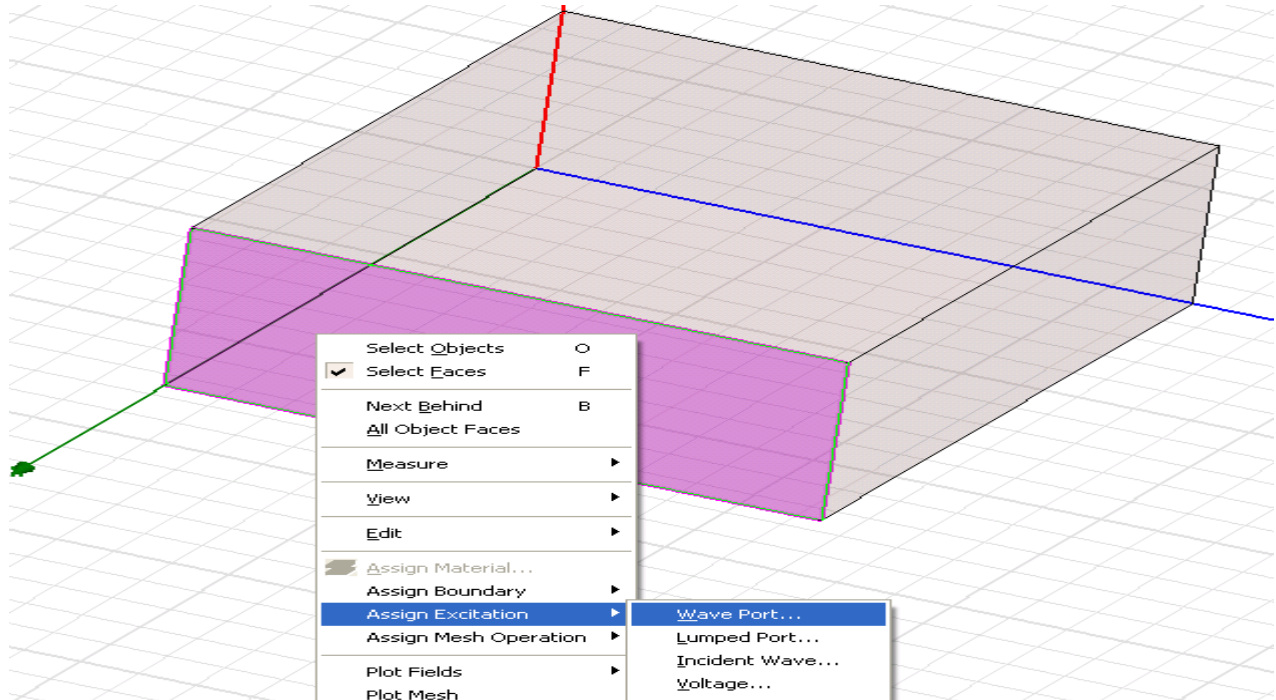 Select Objects O
Select Faces F
Next Behind B
All Object Faces
Measure
View
Edit
Assign Material...
Assign Boundary
Assign Excitation
Wave Port...
Assign Mesh Operation
Lumped Port...
Incident Wave...
Plot Fields
Voltage...
Plot Mesh